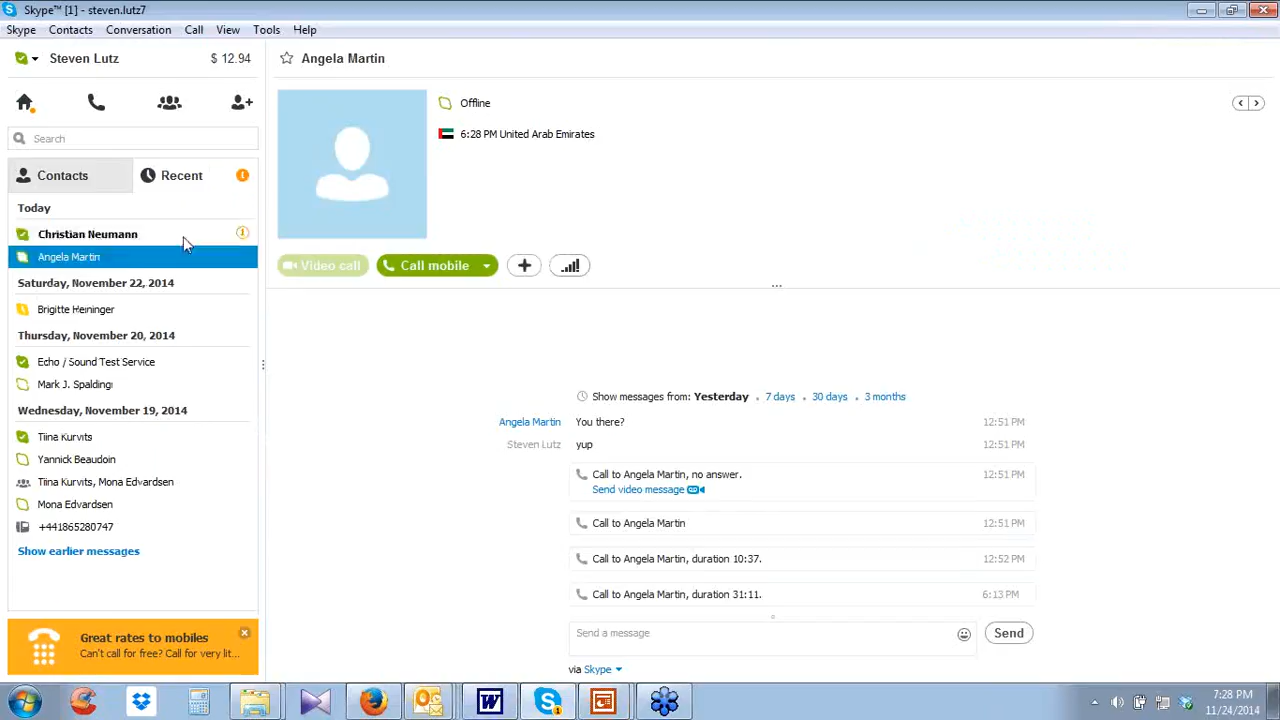 Skype™ [1] - steven.lutz7
Skype Contacts Conversation Call View Tools Help
Steven Lutz $ 12.94
Search
Contacts Recent 1
Today
Christian Neumann 1
Angela Martin
Saturday, November 22, 2014
Brigitte Heininger
Thursday, November 20, 2014
Echo / Sound Test Service
Mark J. Spalding
Wednesday, November 19, 2014
Tiina Kurvits
Yannick Beaudoin
Tiina Kurvits, Mona Edvardsen
Mona Edvardsen
+441865280747
Show earlier messages
Great rates to mobiles
Can't call for free? Call for very lit...
Angela Martin
Offline
6:28 PM United Arab Emirates
Video call Call mobile
Show messages from: Yesterday . 7 days . 30 days . 3 months
Angela Martin You there? 12:51 PM
Steven Lutz yup 12:51 PM
Call to Angela Martin, no answer. 12:51 PM
Send video message
Call to Angela Martin 12:51 PM
Call to Angela Martin, duration 10:37. 12:52 PM
Call to Angela Martin, duration 31:11. 6:13 PM
Send a message Send
via Skype
7:28 PM
11/24/2014